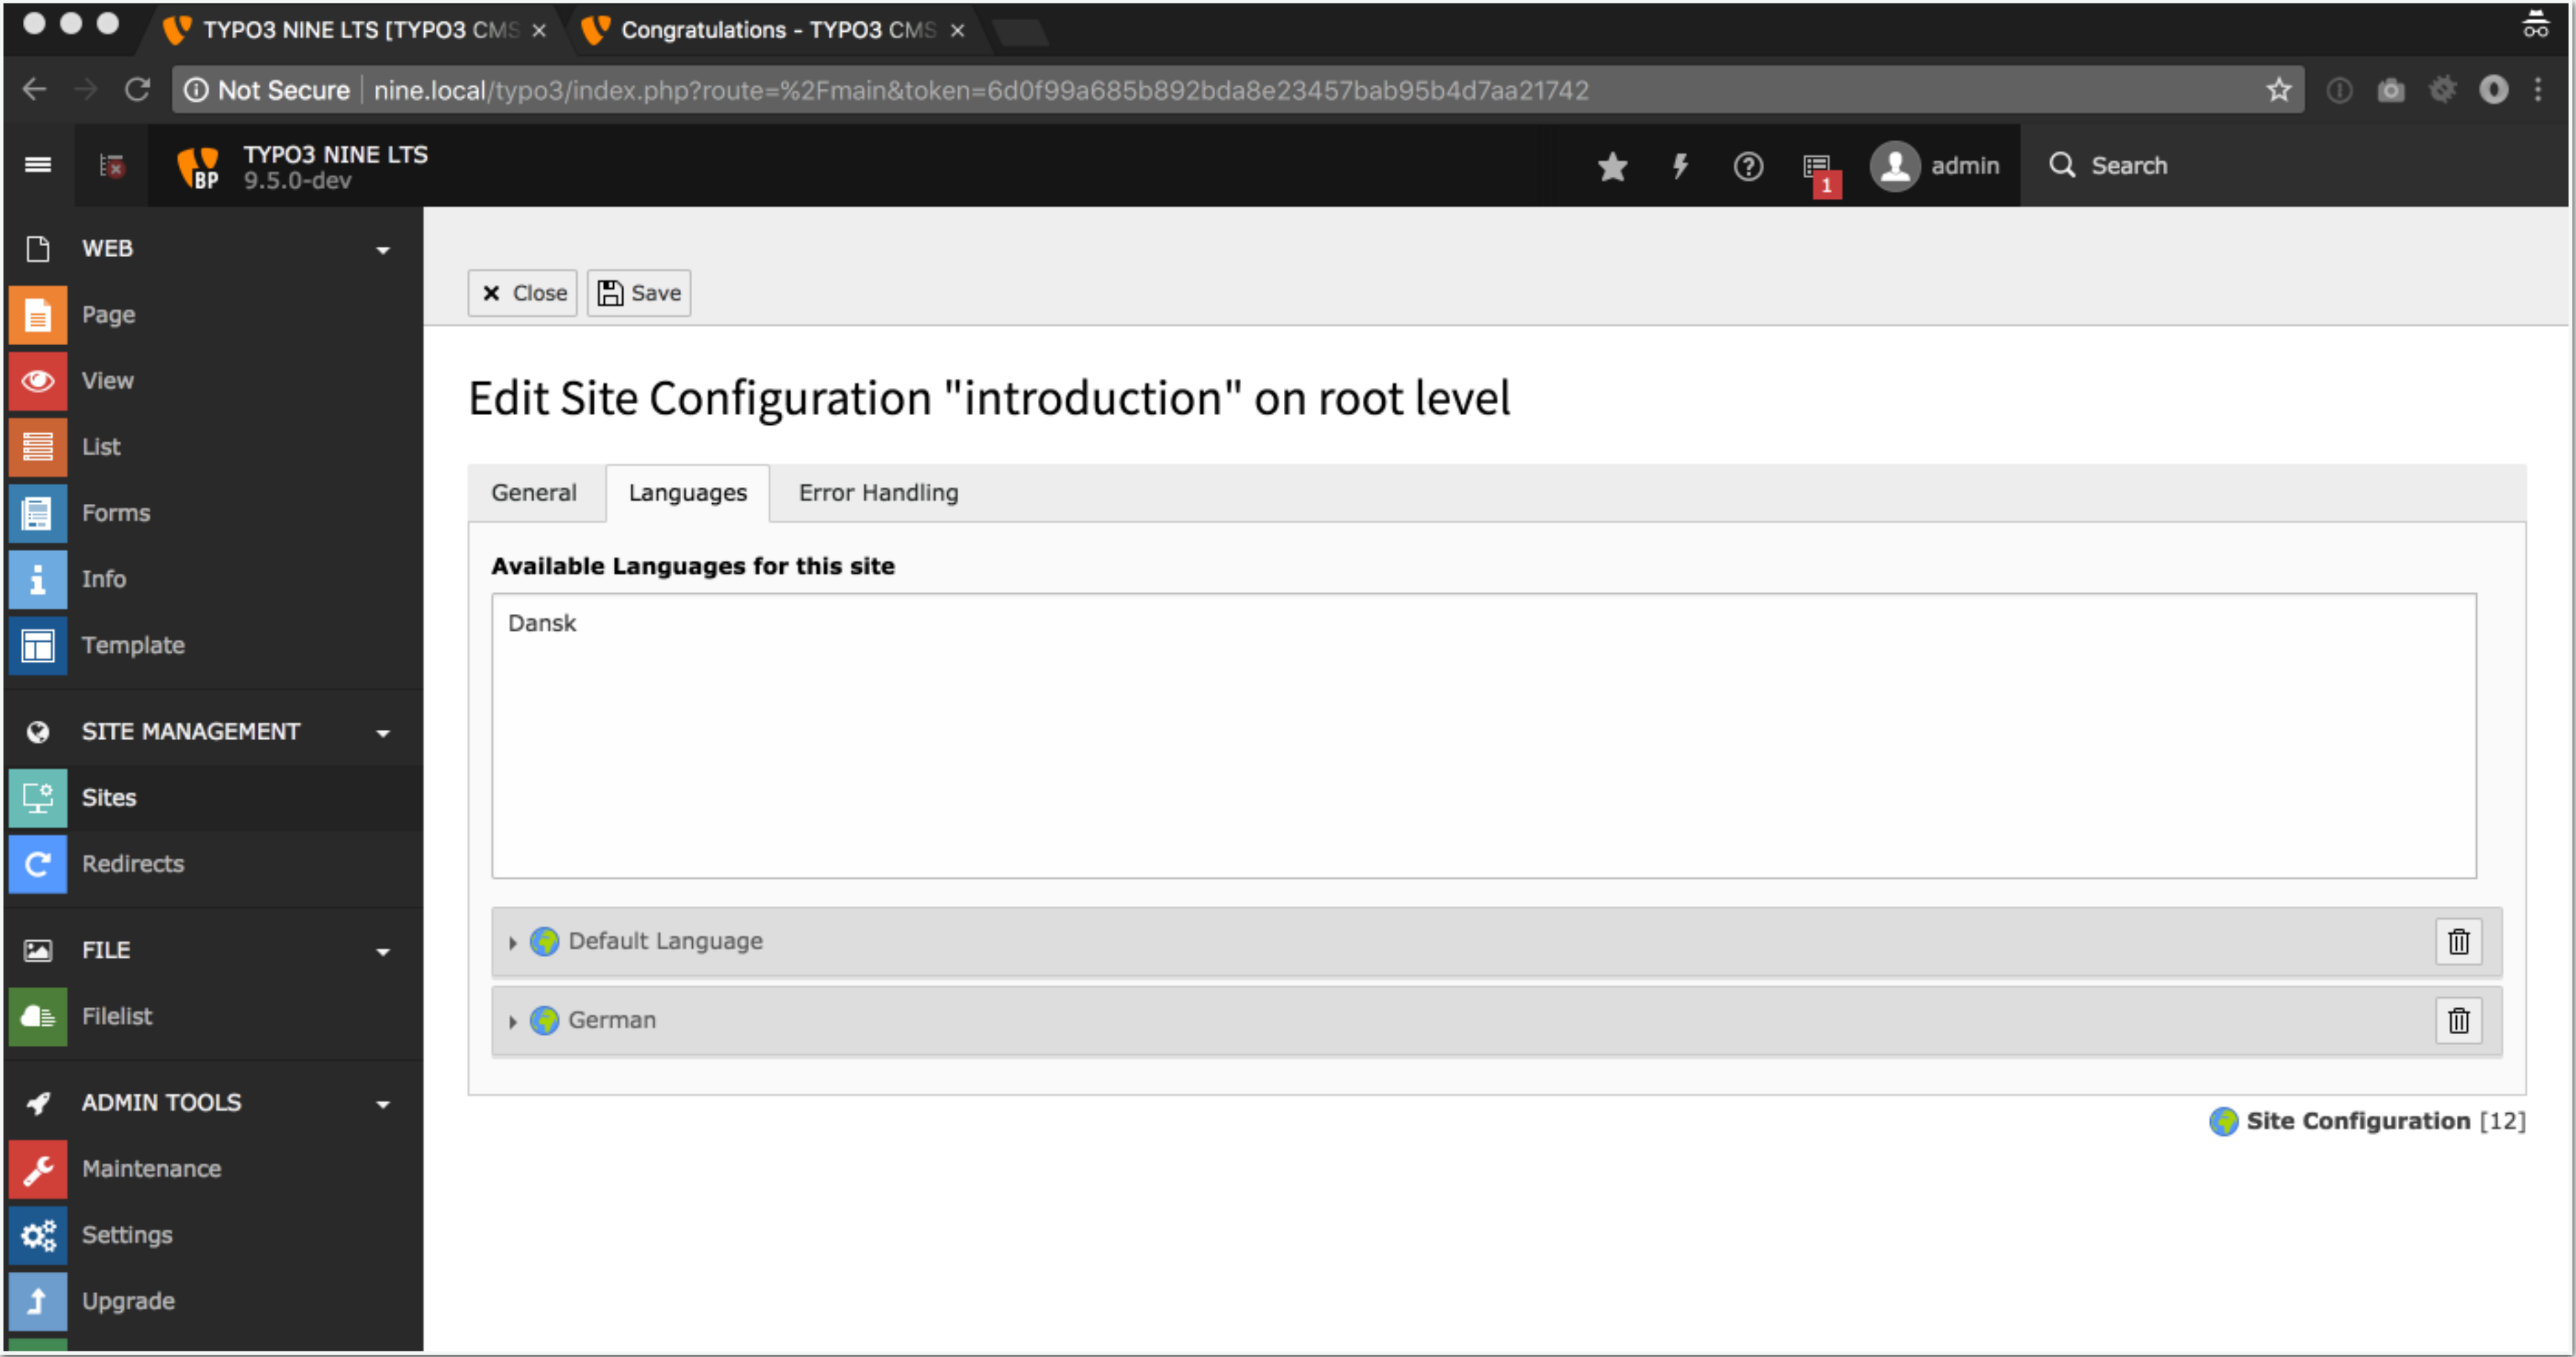 TYPO3 NINE LTS [TYPO3 CMS
Congratulations - TYPO3 CMS
Not Secure
nine.local/typo3/index.php?route=%2Fmain&token=6d0f99a685b892bda8e23457bab95b4d7aa21742
BP
TYPO3 NINE LTS
9.5.0-dev
1
admin
Search
WEB
Page
View
List
Forms
Info
Template
SITE MANAGEMENT
Sites
Redirects
FILE
Filelist
ADMIN TOOLS
Maintenance
Settings
Upgrade
Close
Save
Edit Site Configuration "introduction" on root level
General
Languages
Error Handling
Available Languages for this site
Dansk
Default Language
German
Site Configuration [12]